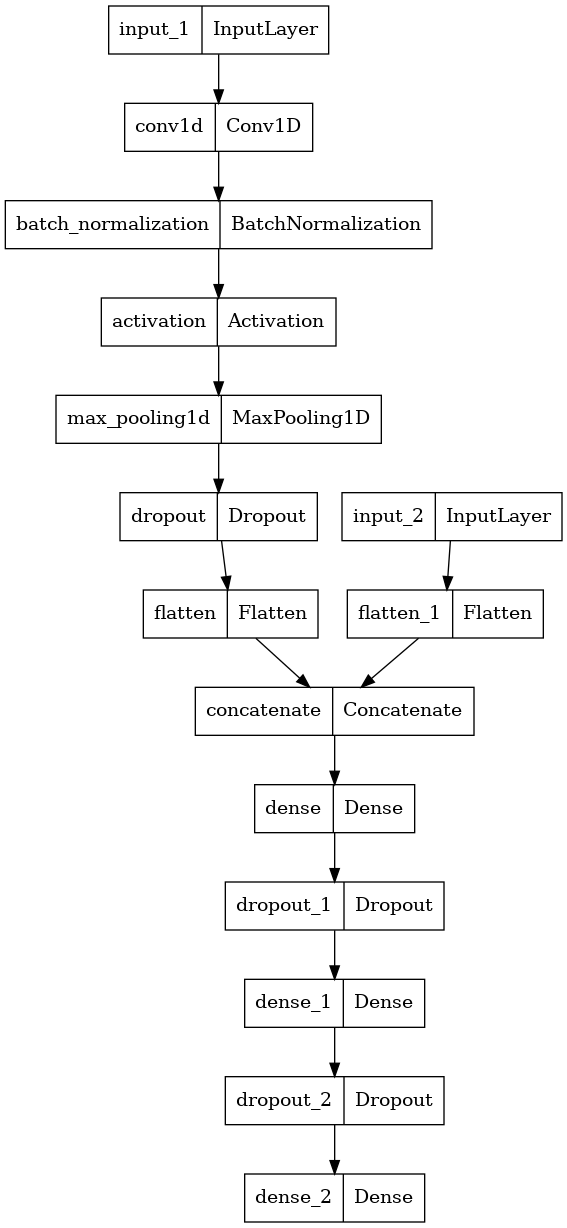 input_1 InputLayer
conv1d Conv1D
batch_normalization BatchNormalization
activation Activation
max_pooling1d MaxPooling1D
dropout Dropout input_2 InputLayer
flatten Flatten flatten_1 Flatten
concatenate Concatenate
dense Dense
dropout_1 Dropout
dense_1 Dense
dropout_2 Dropout
dense_2 Dense